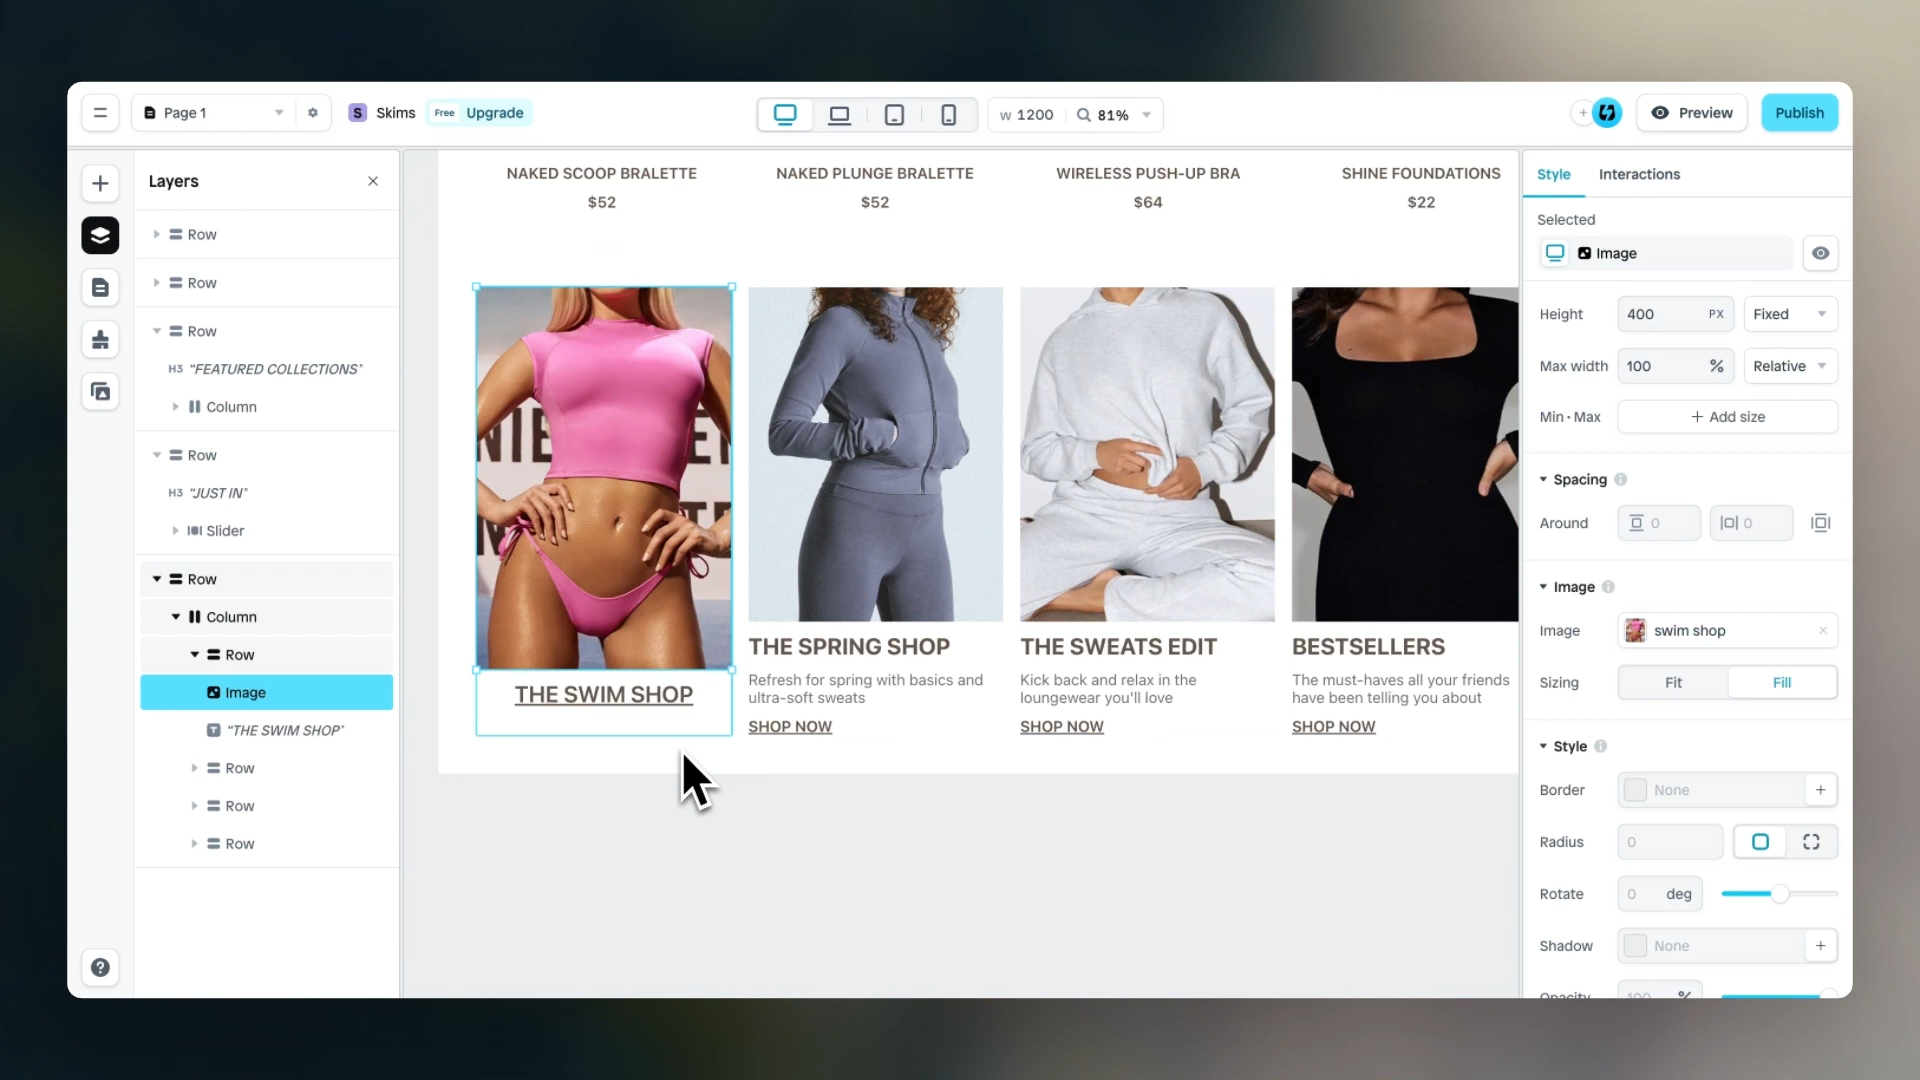 Page 1
S Skims Free Upgrade
W 1200 81%
+ Preview Publish
Layers
Row
Row
Row
H3 "FEATURED COLLECTIONS"
Column
Row
H3 "JUST IN"
Slider
Row
Column
Row
Image
T "THE SWIM SHOP"
Row
Row
Row
NAKED SCOOP BRALETTE
$52
NAKED PLUNGE BRALETTE
$52
WIRELESS PUSH-UP BRA
$64
SHINE FOUNDATIONS
$22
THE SWIM SHOP
THE SPRING SHOP
Refresh for spring with basics and
ultra-soft sweats
SHOP NOW
THE SWEATS EDIT
Kick back and relax in the
loungewear you'll love
SHOP NOW
BESTSELLERS
The must-haves all your friends
have been telling you about
SHOP NOW
Style Interactions
Selected
Image
Height 400 PX Fixed
Max width 100 % Relative
Min · Max + Add size
Spacing
Around 0 0
Image
Image swim shop
Sizing Fit Fill
Style
Border None +
Radius 0
Rotate 0 deg
Shadow None +
Opacity 100 %